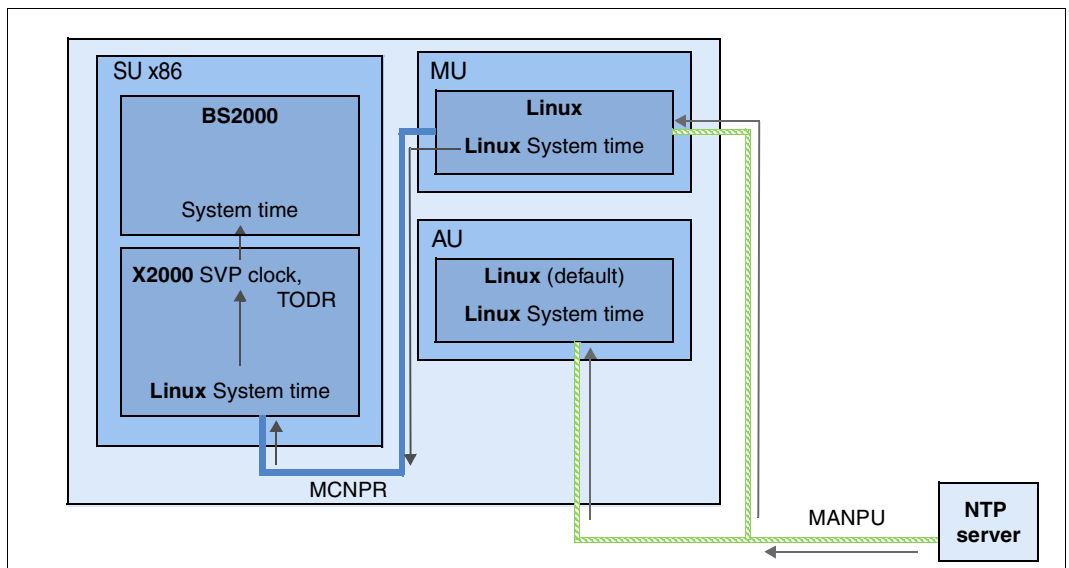 SU x86
BS2000
System time
X2000 SVP clock,
TODR
Linux System time
MU
Linux
Linux System time
AU
Linux (default)
Linux System time
MCNPR
MANPU
NTP
server